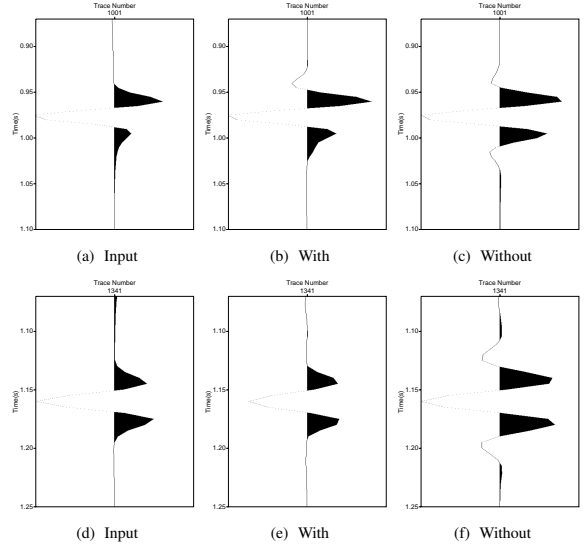 Trace Number
1001
0.90
0.95
1.00
1.05
1.10
Time(s)
(a) Input
Trace Number
1001
0.90
0.95
1.00
1.05
1.10
Time(s)
(b) With
Trace Number
1001
0.90
0.95
1.00
1.05
1.10
Time(s)
(c) Without
Trace Number
1341
1.10
1.15
1.20
1.25
Time(s)
(d) Input
Trace Number
1341
1.10
1.15
1.20
1.25
Time(s)
(e) With
Trace Number
1341
1.10
1.15
1.20
1.25
Time(s)
(f) Without